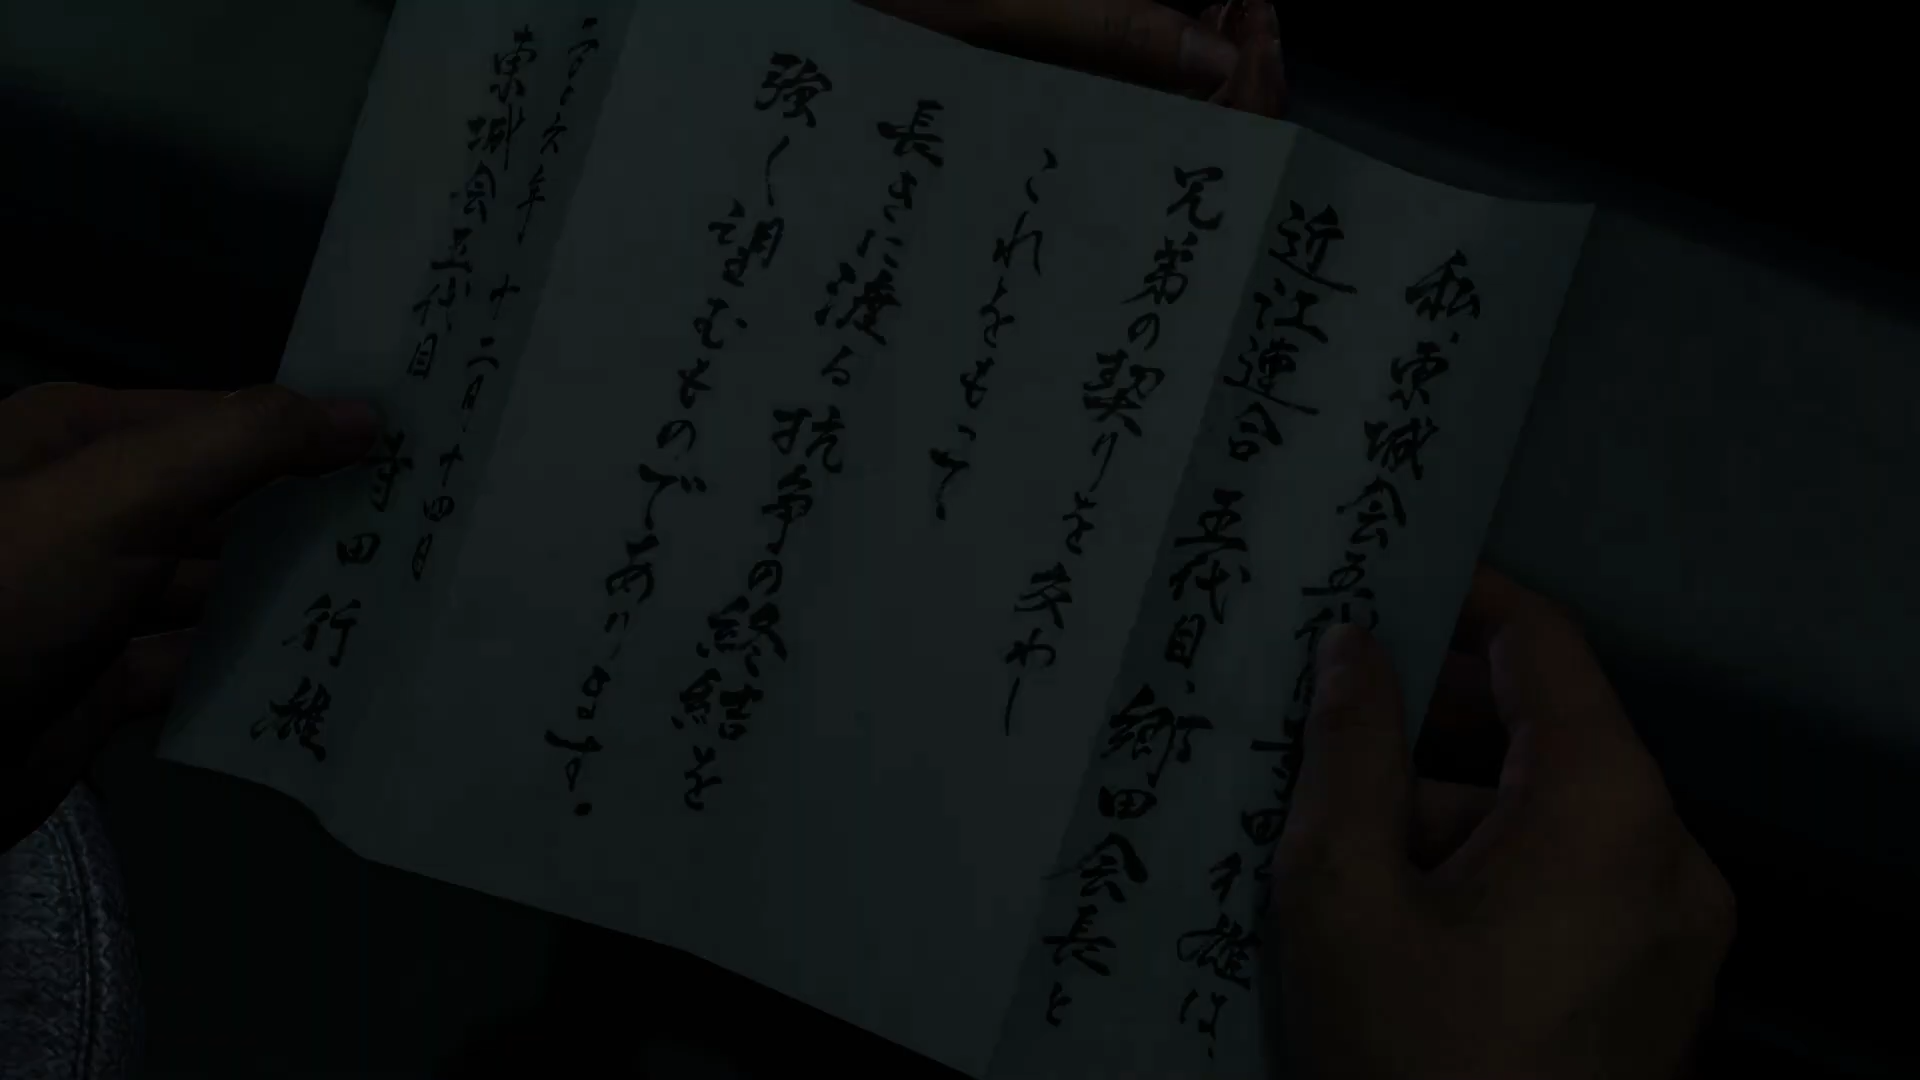 私、東城会五代目寺田行雄は、
近江連合 五代目、郷田会長と
兄弟の契りを交わし
これをもって
長きに渡る抗争の終結を
強く望むものであります。
二〇〇六年 十二月 十四日
東城会五代目 寺田行雄